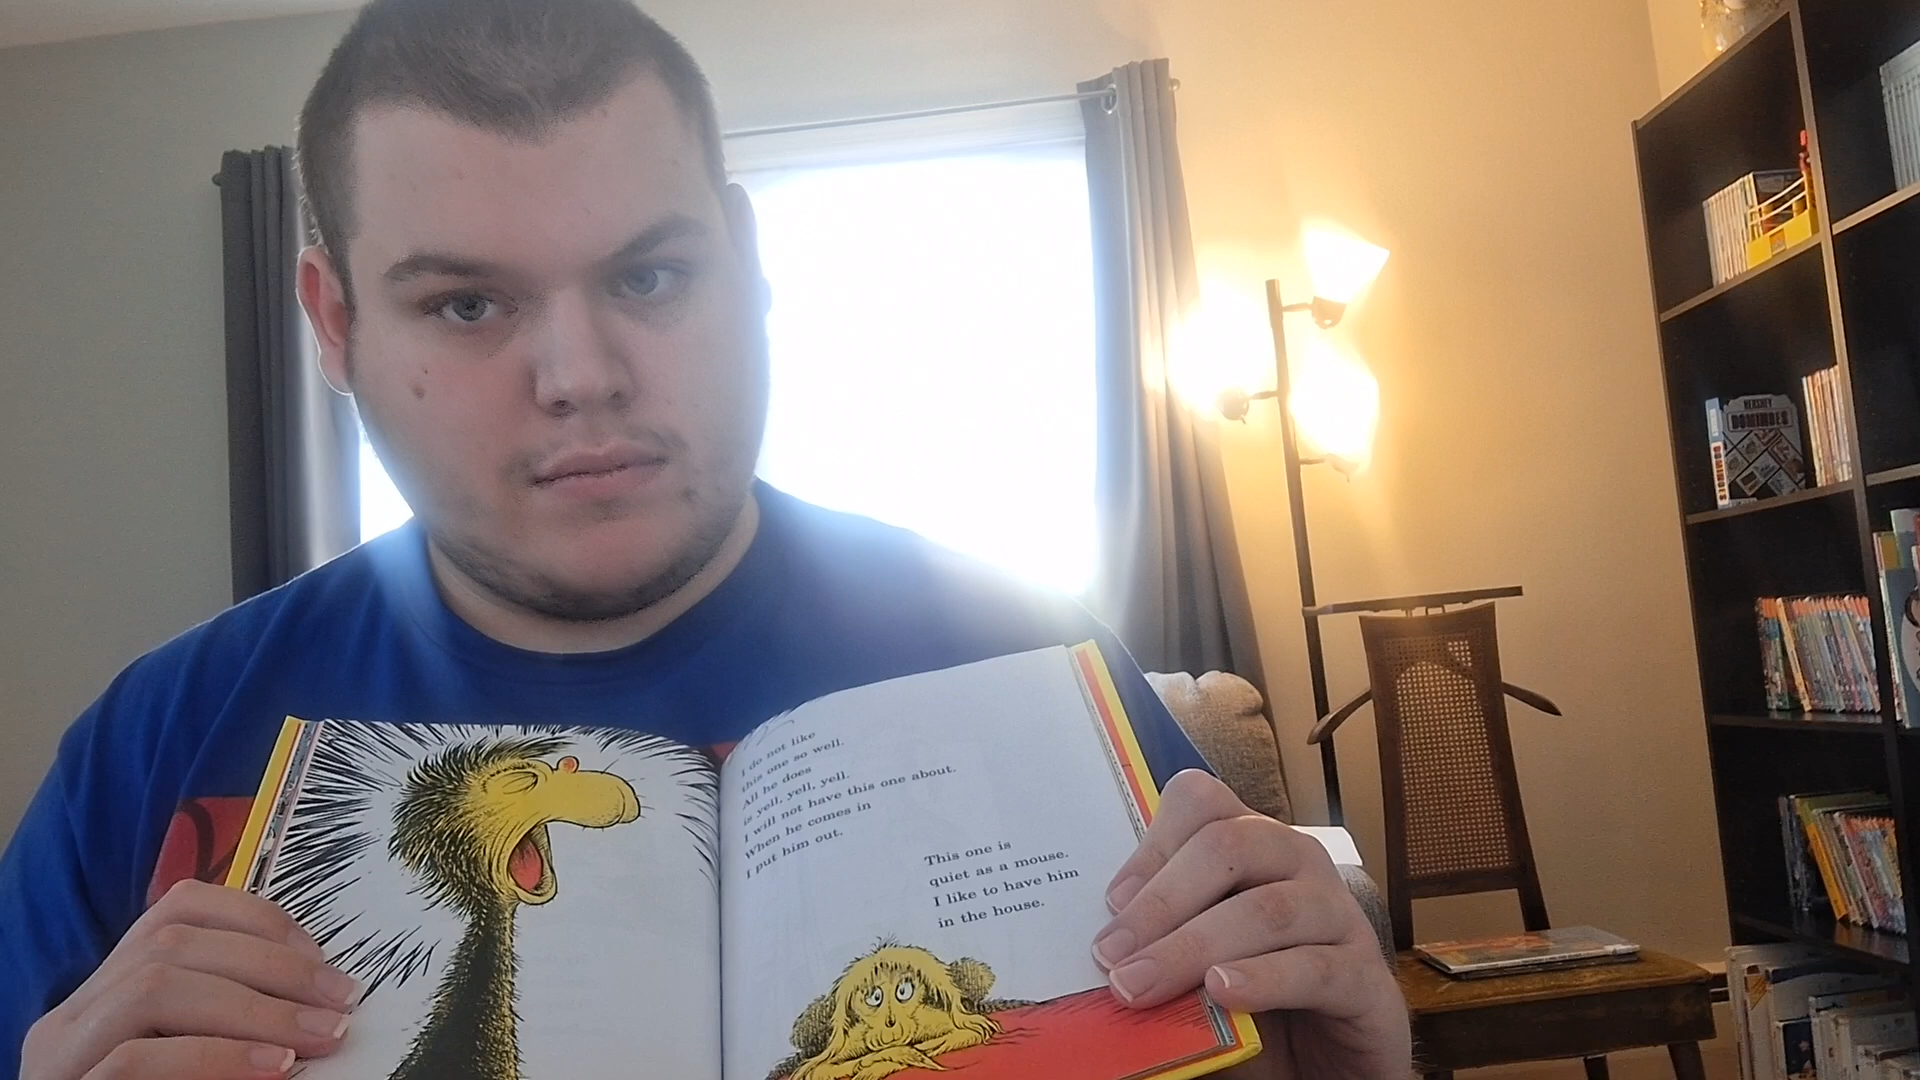 I do not like
this one so well.
All he does
is yell, yell, yell.
I will not have this one about.
When he comes in
I put him out.
This one is
quiet as a mouse.
I like to have him
in the house.
HERSHEY
DOMINOES
DOMINOES